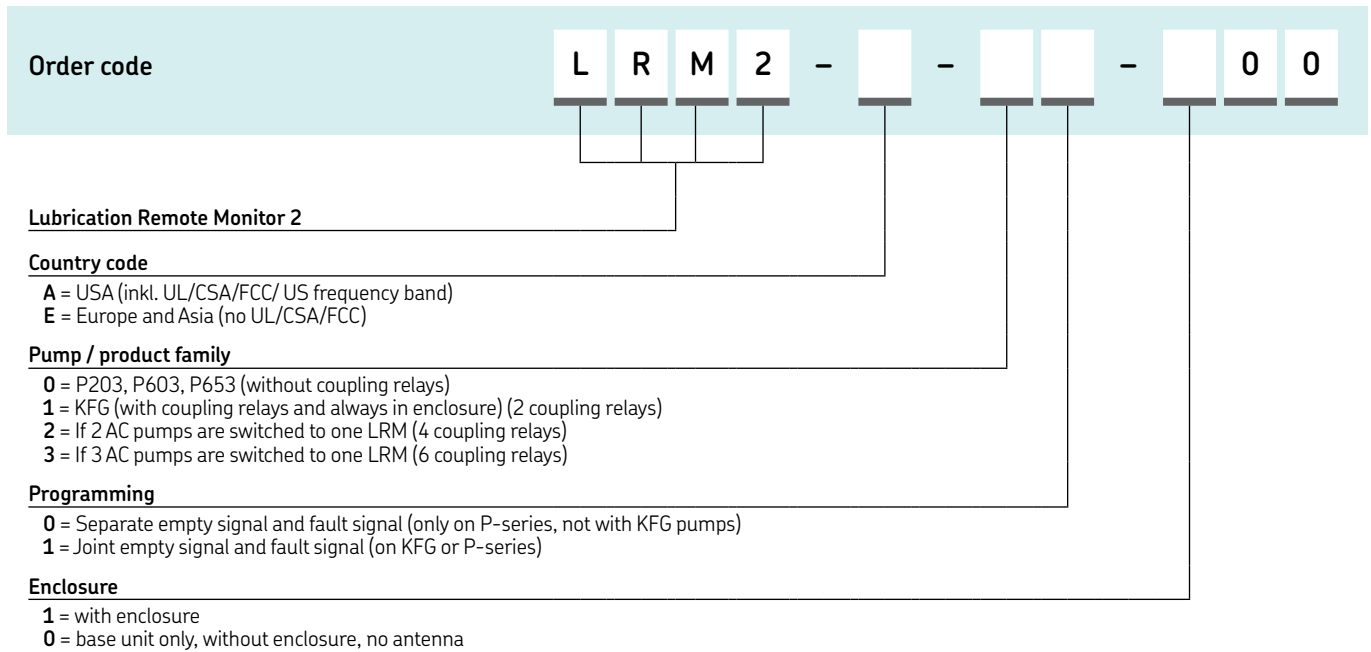 Order code L R M 2 – – – 0 0
Lubrication Remote Monitor 2
Country code
A = USA (inkl. UL/CSA/FCC/ US frequency band)
E = Europe and Asia (no UL/CSA/FCC)
Pump / product family
0 = P203, P603, P653 (without coupling relays)
1 = KFG (with coupling relays and always in enclosure) (2 coupling relays)
2 = If 2 AC pumps are switched to one LRM (4 coupling relays)
3 = If 3 AC pumps are switched to one LRM (6 coupling relays)
Programming
0 = Separate empty signal and fault signal (only on P-series, not with KFG pumps)
1 = Joint empty signal and fault signal (on KFG or P-series)
Enclosure
1 = with enclosure
0 = base unit only, without enclosure, no antenna